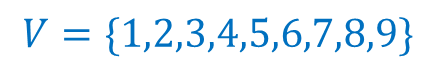 V = {1,2,3,4,5,6,7,8,9}